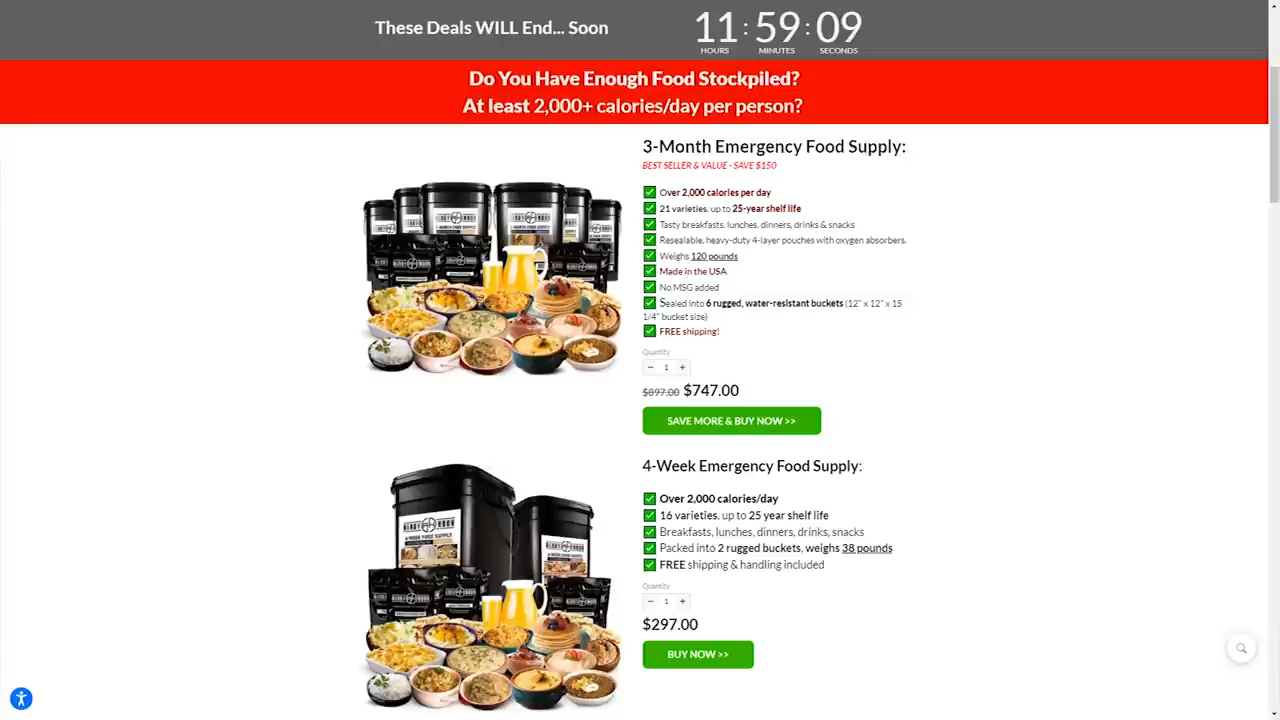 These Deals WILL End... Soon
11 : 59 : 09
HOURS MINUTES SECONDS
Do You Have Enough Food Stockpiled?
At least 2,000+ calories/day per person?
3-Month Emergency Food Supply:
BEST SELLER & VALUE - SAVE $150
Over 2,000 calories per day
21 varieties, up to 25-year shelf life
Tasty breakfasts, lunches, dinners, drinks & snacks
Resealable, heavy-duty 4-layer pouches with oxygen absorbers.
Weighs 120 pounds
Made in the USA
No MSG added
Sealed into 6 rugged, water-resistant buckets (12" x 12" x 15
1/4" bucket size)
FREE shipping!
Quantity
− 1 +
$897.00 $747.00
SAVE MORE & BUY NOW >>
4-Week Emergency Food Supply:
Over 2,000 calories/day
16 varieties, up to 25 year shelf life
Breakfasts, lunches, dinners, drinks, snacks
Packed into 2 rugged buckets, weighs 38 pounds
FREE shipping & handling included
Quantity
− 1 +
$297.00
BUY NOW >>
READY HOUR
4-WEEK FOOD SUPPLY